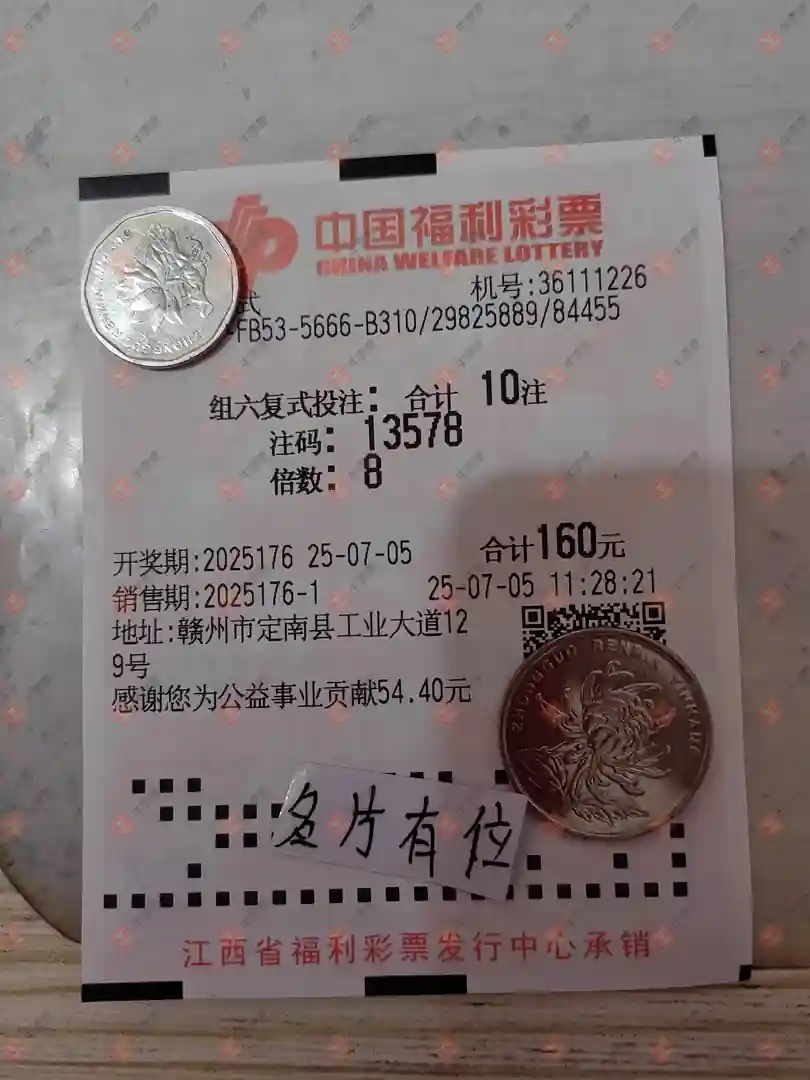 中国福利彩票
CHINA WELFARE LOTTERY
式 机号:36111226
-FB53-5666-B310/29825889/84455
组六复式投注: 合计 10注
注码: 13578
倍数: 8
开奖期:2025176 25-07-05 合计160元
销售期:2025176-1 25-07-05 11:28:21
地址:赣州市定南县工业大道12
9号
感谢您为公益事业贡献54.40元
名片有位
江西省福利彩票发行中心承销